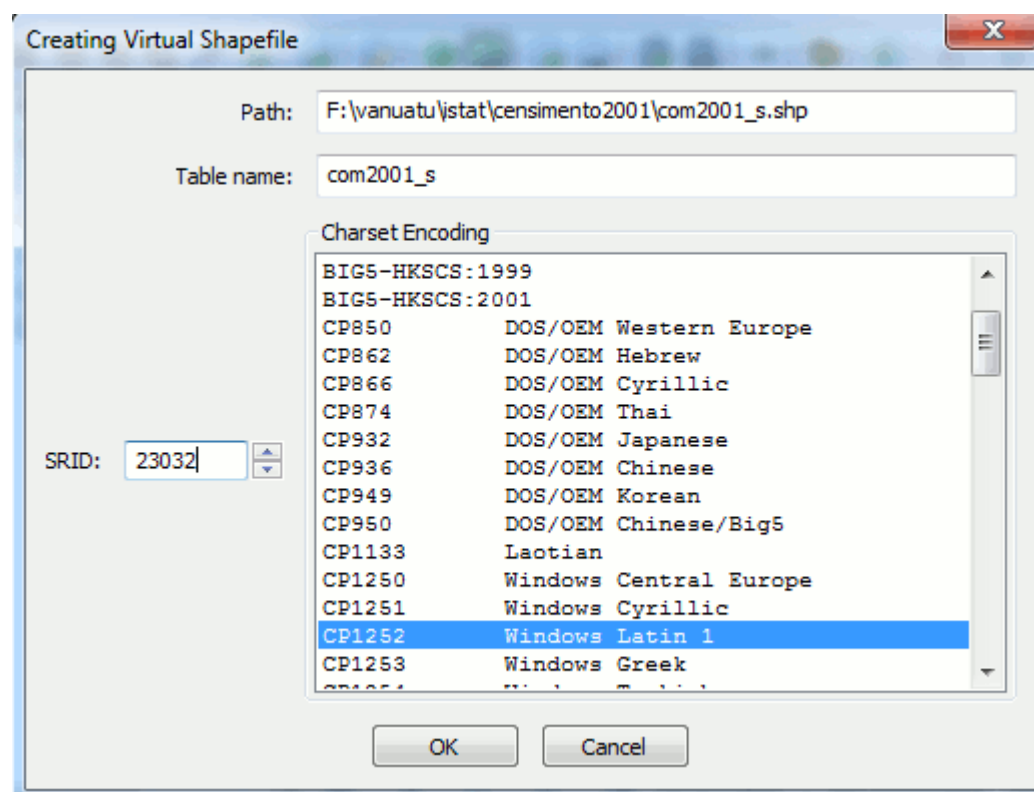 Creating Virtual Shapefile
Path: F:\vanuatu\istat\censimento2001\com2001_s.shp
Table name: com2001_s
Charset Encoding
BIG5-HKSCS:1999
BIG5-HKSCS:2001
CP850 DOS/OEM Western Europe
CP862 DOS/OEM Hebrew
CP866 DOS/OEM Cyrillic
CP874 DOS/OEM Thai
CP932 DOS/OEM Japanese
CP936 DOS/OEM Chinese
CP949 DOS/OEM Korean
CP950 DOS/OEM Chinese/Big5
CP1133 Laotian
CP1250 Windows Central Europe
CP1251 Windows Cyrillic
CP1252 Windows Latin 1
CP1253 Windows Greek
SRID: 23032
OK Cancel